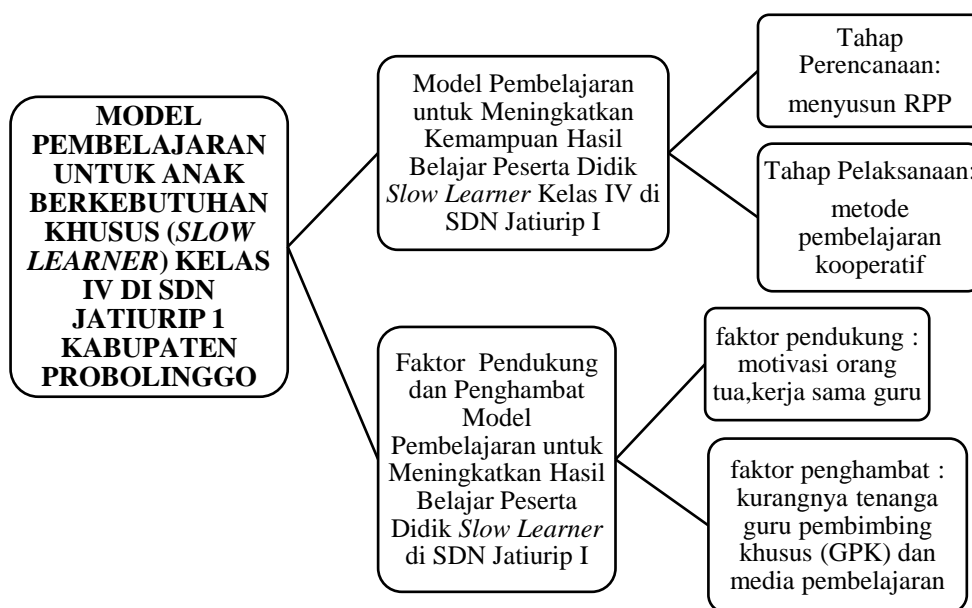 MODEL
PEMBELAJARAN
UNTUK ANAK
BERKEBUTUHAN
KHUSUS (SLOW
LEARNER) KELAS
IV DI SDN
JATIURIP 1
KABUPATEN
PROBOLINGGO
Model Pembelajaran
untuk Meningkatkan
Kemampuan Hasil
Belajar Peserta Didik
Slow Learner Kelas IV di
SDN Jatiurip I
Tahap
Perencanaan:
menyusun RPP
Tahap Pelaksanaan:
metode
pembelajaran
kooperatif
Faktor Pendukung
dan Penghambat
Model
Pembelajaran untuk
Meningkatkan Hasil
Belajar Peserta
Didik Slow Learner
di SDN Jatiurip I
faktor pendukung :
motivasi orang
tua,kerja sama guru
faktor penghambat :
kurangnya tenanga
guru pembimbing
khusus (GPK) dan
media pembelajaran